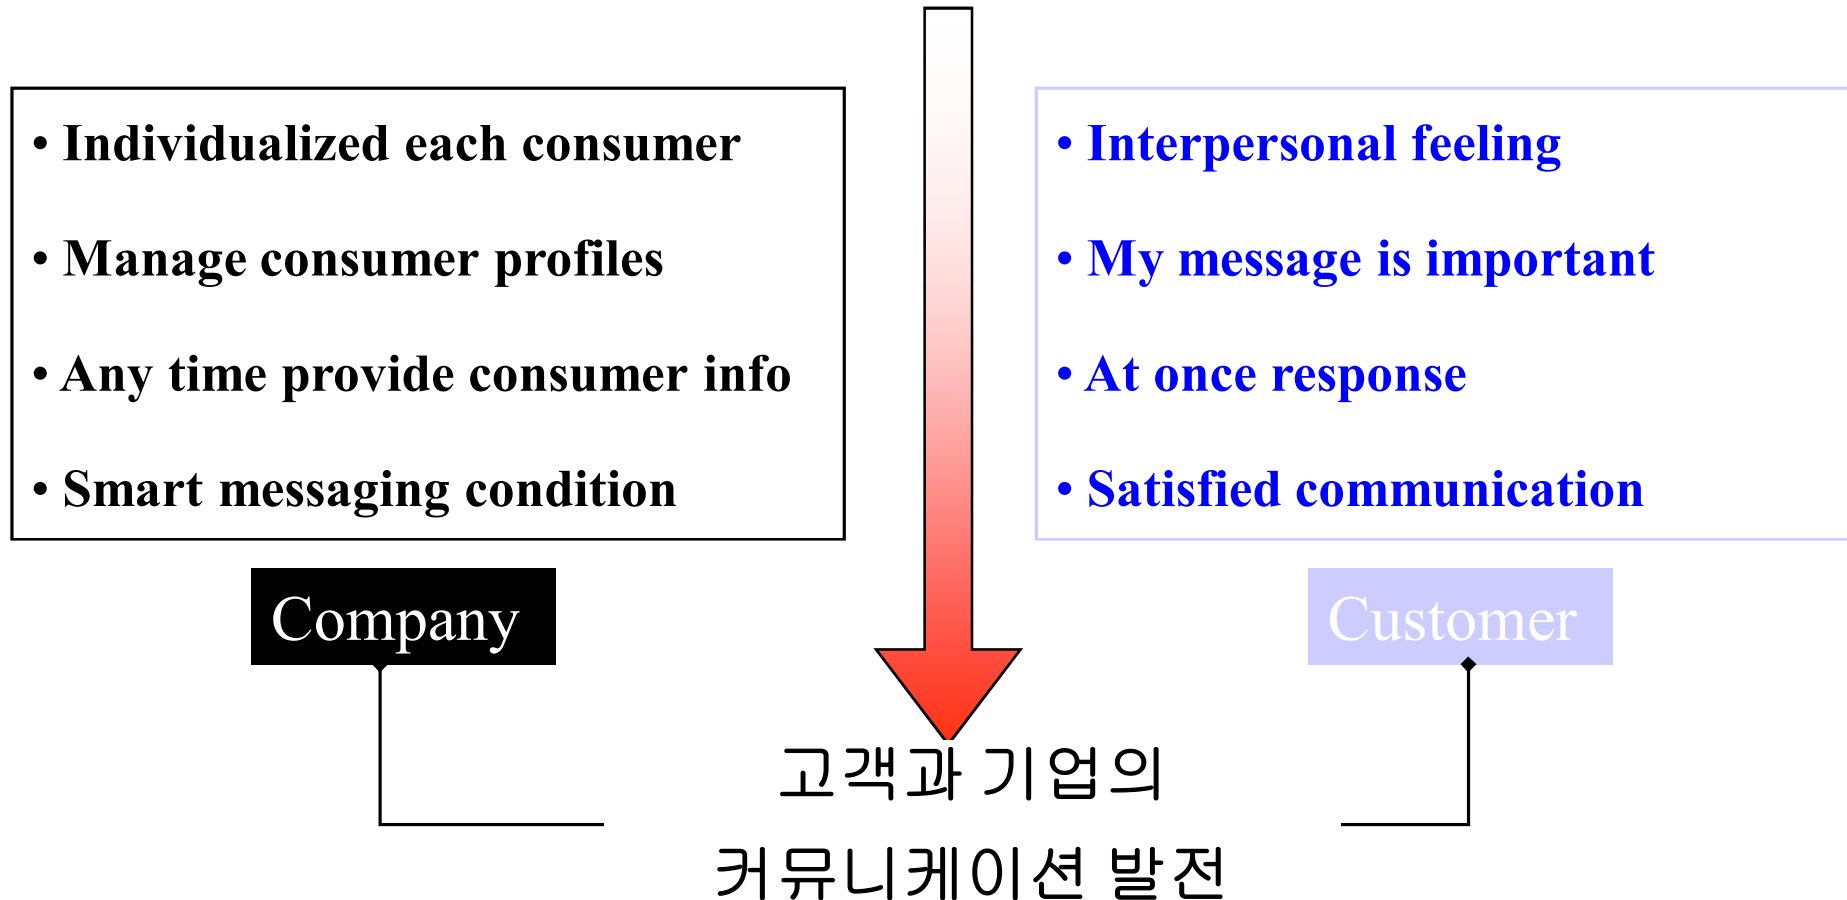 • Individualized each consumer
• Manage consumer profiles
• Any time provide consumer info
• Smart messaging condition
Company
• Interpersonal feeling
• My message is important
• At once response
• Satisfied communication
Customer
고객과 기업의
커뮤니케이션 발전